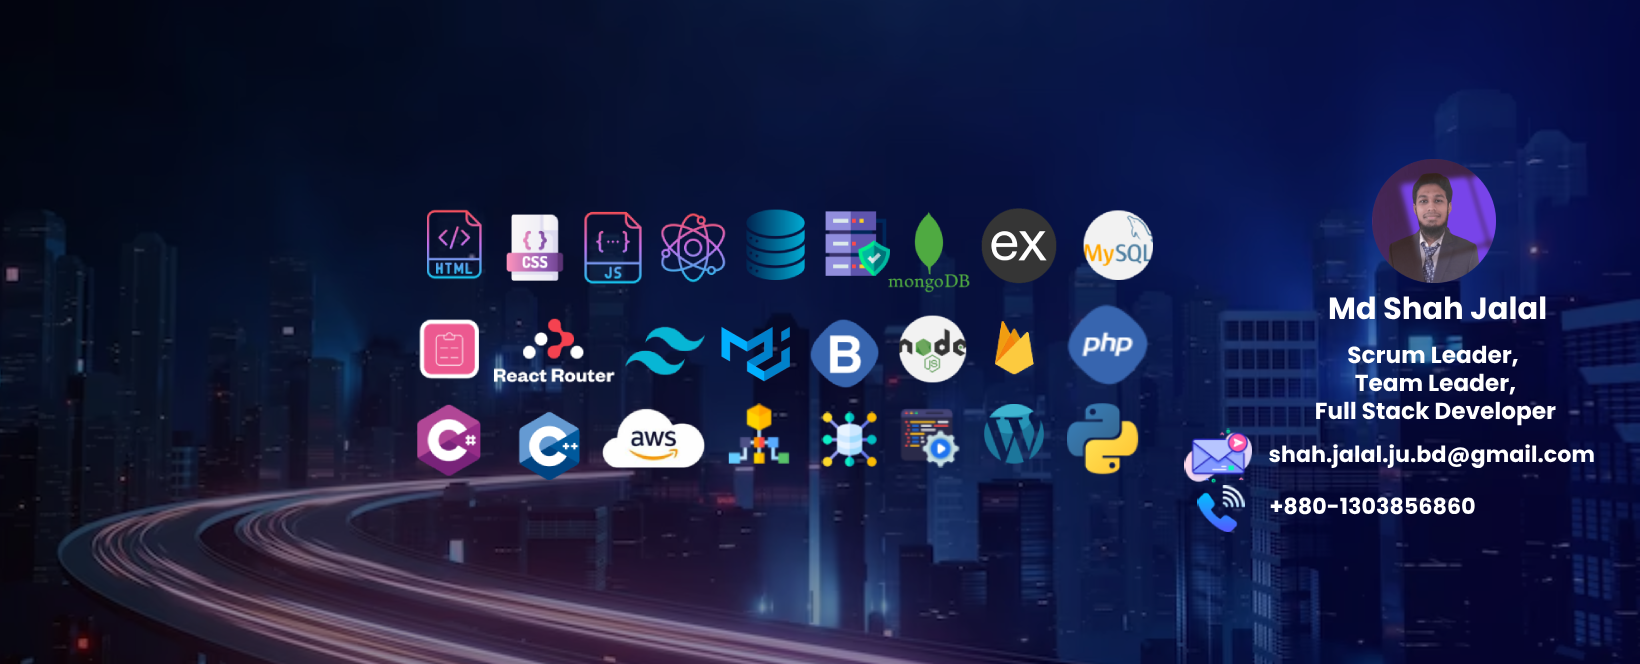 </>
HTML
{ }
CSS
{...}
JS
mongoDB
ex
MySQL
React Router
B
node
JS
php
C#
C++
aws
W
Md Shah Jalal
Scrum Leader,
Team Leader,
Full Stack Developer
shah.jalal.ju.bd@gmail.com
+880-1303856860